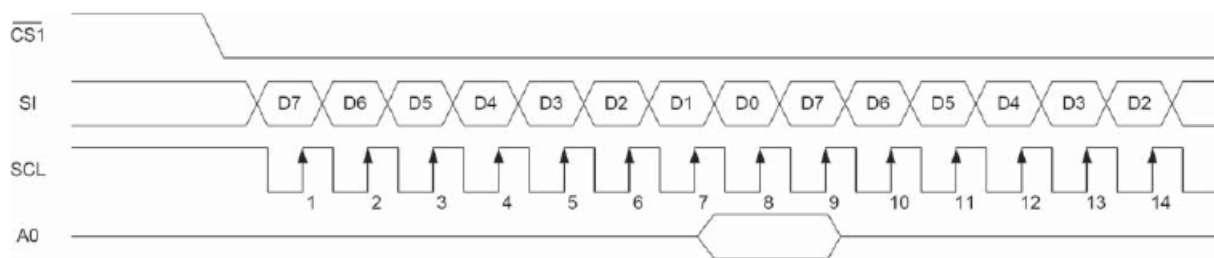 CS1
SI D7 D6 D5 D4 D3 D2 D1 D0 D7 D6 D5 D4 D3 D2
SCL
1 2 3 4 5 6 7 8 9 10 11 12 13 14
A0